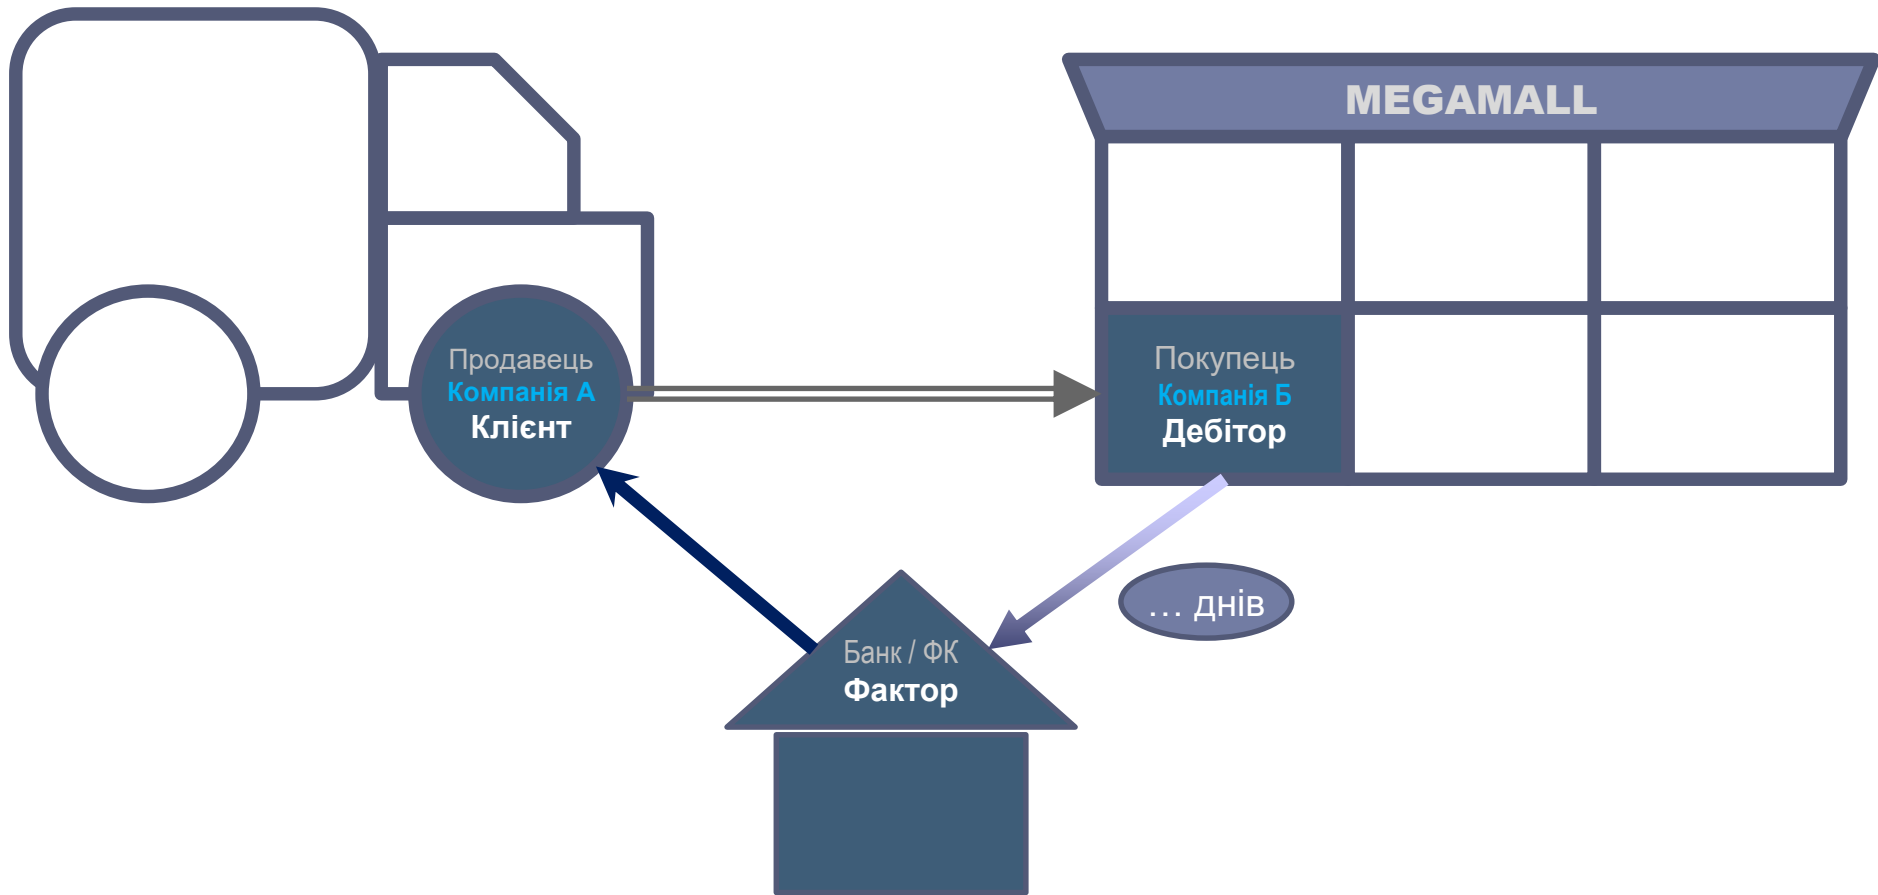 MEGAMALL
Продавець
Компанія А
Клієнт
Покупець
Компанія Б
Дебітор
... днів
Банк / ФК
Фактор